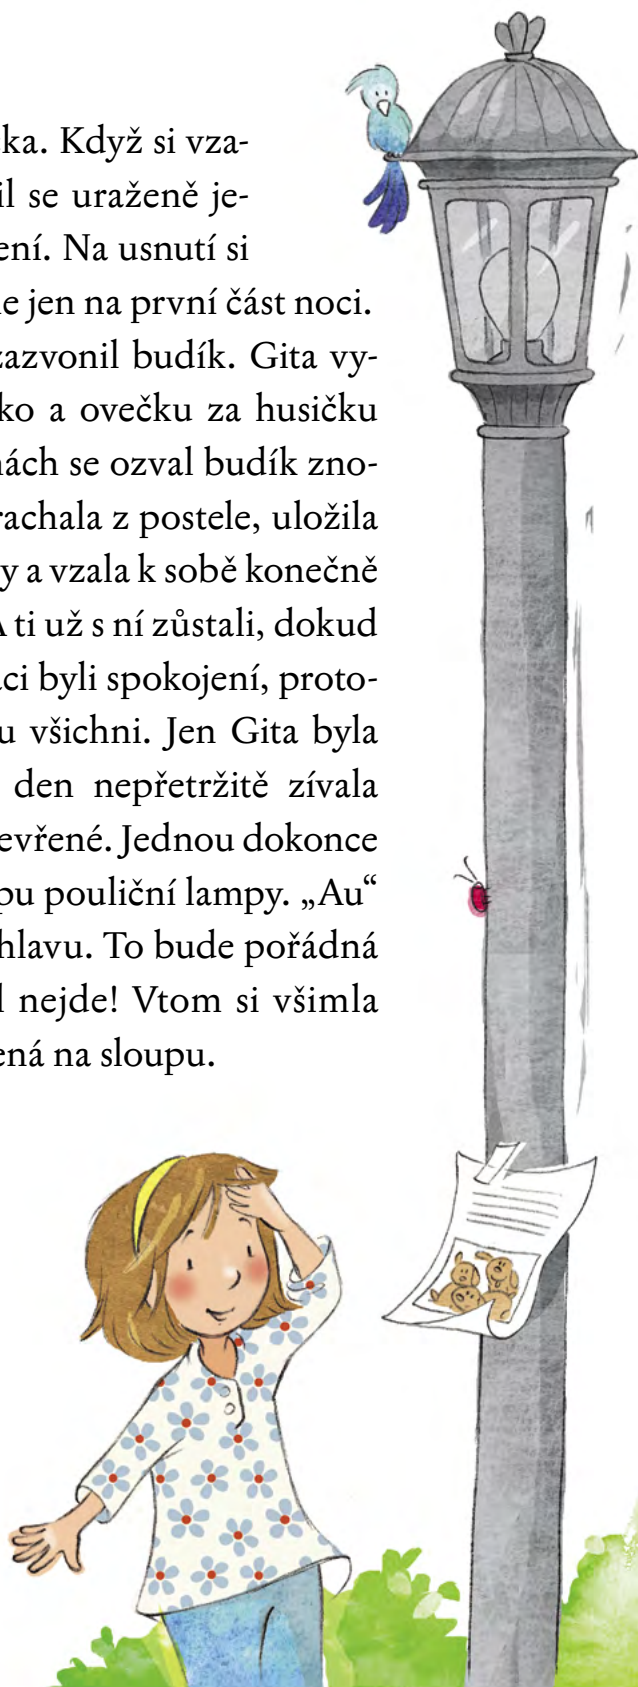 ka. Když si vza-
il se uraženě je-
ení. Na usnutí si
e jen na první část noci.
zazvonil budík. Gita vy-
ko a ovečku za husičku
nách se ozval budík zno-
rachala z postele, uložila
y a vzala k sobě konečně
A ti už s ní zůstali, dokud
ci byli spokojení, proto-
u všichni. Jen Gita byla
den nepřetržitě zívala
evřené. Jednou dokonce
pu pouliční lampy. „Au“
hlavu. To bude pořádná
l nejde! Vtom si všimla
ená na sloupu.